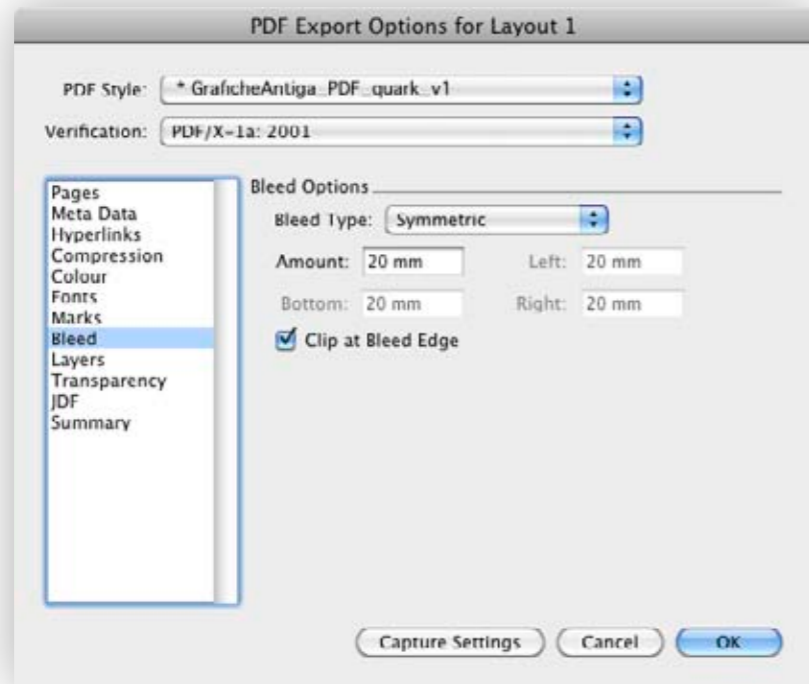 PDF Export Options for Layout 1
PDF Style: * GraficheAntiga_PDF_quark_v1
Verification: PDF/X-1a: 2001
Pages
Meta Data
Hyperlinks
Compression
Colour
Fonts
Marks
Bleed
Layers
Transparency
JDF
Summary
Bleed Options
Bleed Type: Symmetric
Amount: 20 mm Left: 20 mm
Bottom: 20 mm Right: 20 mm
Clip at Bleed Edge
Capture Settings Cancel OK